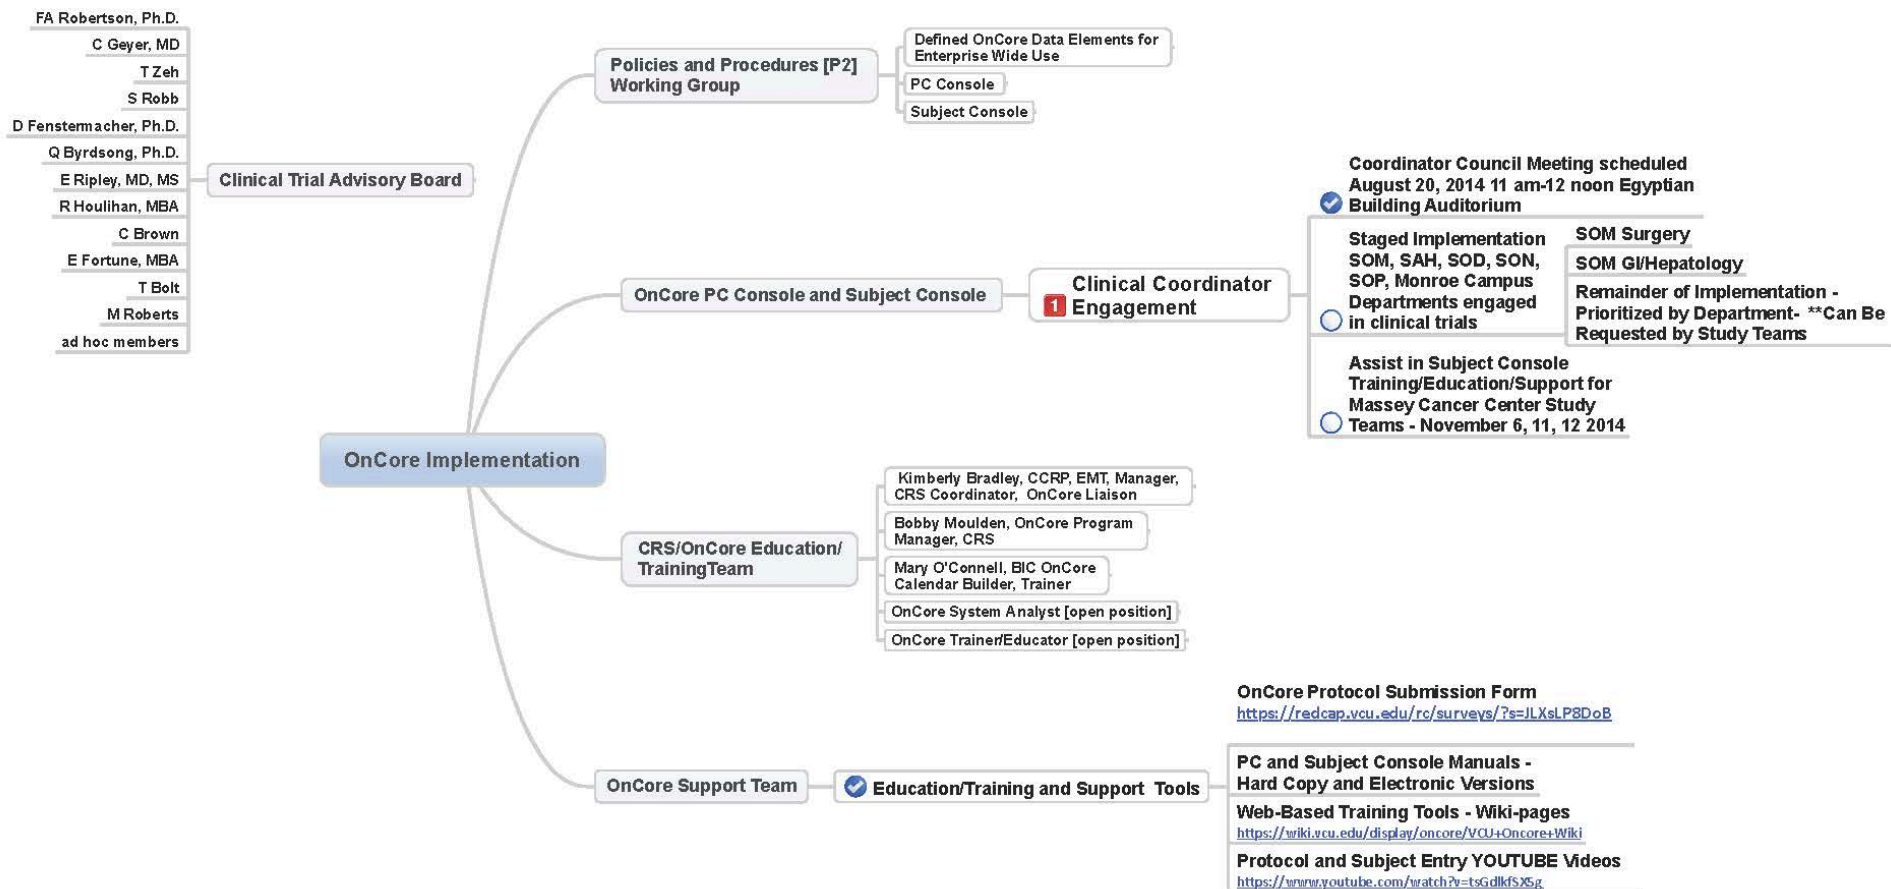 FA Robertson, Ph.D.
C Geyer, MD
T Zeh
S Robb
D Fenstermacher, Ph.D.
Q Byrdsong, Ph.D.
E Ripley, MD, MS
R Houlihan, MBA
C Brown
E Fortune, MBA
T Bolt
M Roberts
ad hoc members
Clinical Trial Advisory Board
OnCore Implementation
Policies and Procedures [P2]
Working Group
Defined OnCore Data Elements for
Enterprise Wide Use
PC Console
Subject Console
OnCore PC Console and Subject Console
1
Clinical Coordinator
Engagement
Coordinator Council Meeting scheduled
August 20, 2014 11 am-12 noon Egyptian
Building Auditorium
Staged Implementation
SOM, SAH, SOD, SON,
SOP, Monroe Campus
Departments engaged
in clinical trials
SOM Surgery
SOM GI/Hepatology
Remainder of Implementation -
Prioritized by Department- **Can Be
Requested by Study Teams
Assist in Subject Console
Training/Education/Support for
Massey Cancer Center Study
Teams - November 6, 11, 12 2014
CRS/OnCore Education/
TrainingTeam
Kimberly Bradley, CCRP, EMT, Manager,
CRS Coordinator, OnCore Liaison
Bobby Moulden, OnCore Program
Manager, CRS
Mary O'Connell, BIC OnCore
Calendar Builder, Trainer
OnCore System Analyst [open position]
OnCore Trainer/Educator [open position]
OnCore Support Team
Education/Training and Support Tools
OnCore Protocol Submission Form
https://redcap.vcu.edu/rc/surveys/?s=JLXsLP8DoB
PC and Subject Console Manuals -
Hard Copy and Electronic Versions
Web-Based Training Tools - Wiki-pages
https://wiki.vcu.edu/display/oncore/VCU+Oncore+Wiki
Protocol and Subject Entry YOUTUBE Videos
https://www.youtube.com/watch?v=tsGdlkfSX5g